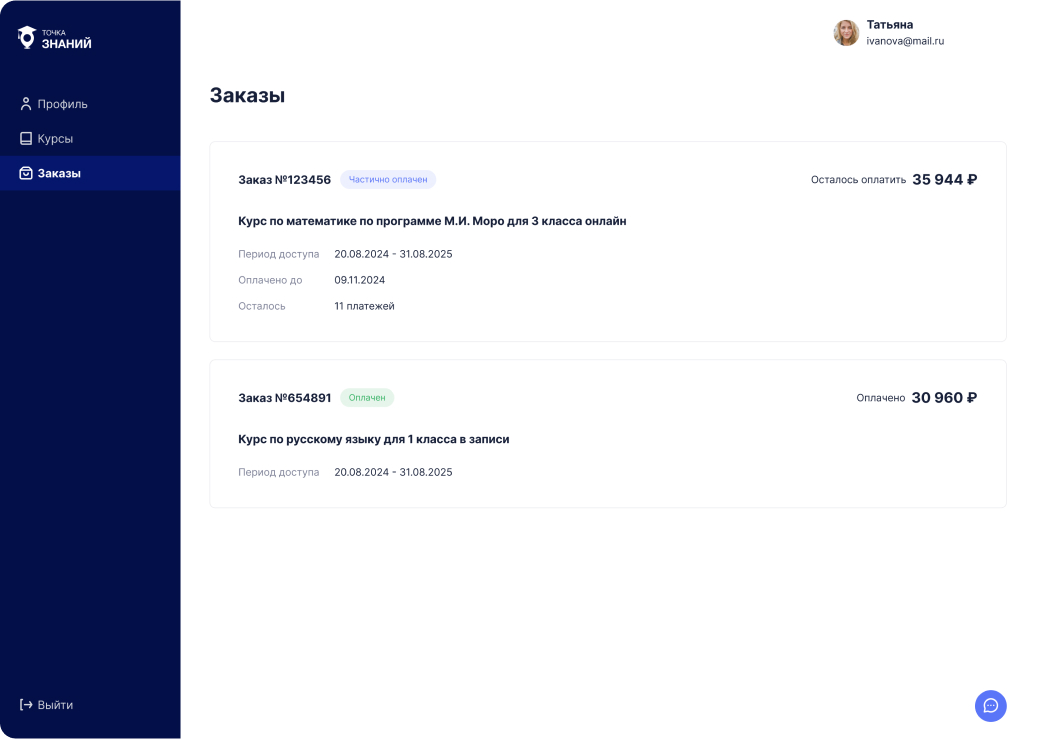 ТОЧКА
ЗНАНИЙ
Татьяна
ivanova@mail.ru
Профиль
Курсы
Заказы
Выйти
Заказы
Заказ №123456 Частично оплачен Осталось оплатить 35 944 ₽
Курс по математике по программе М.И. Моро для 3 класса онлайн
Период доступа 20.08.2024 - 31.08.2025
Оплачено до 09.11.2024
Осталось 11 платежей
Заказ №654891 Оплачен Оплачено 30 960 ₽
Курс по русскому языку для 1 класса в записи
Период доступа 20.08.2024 - 31.08.2025